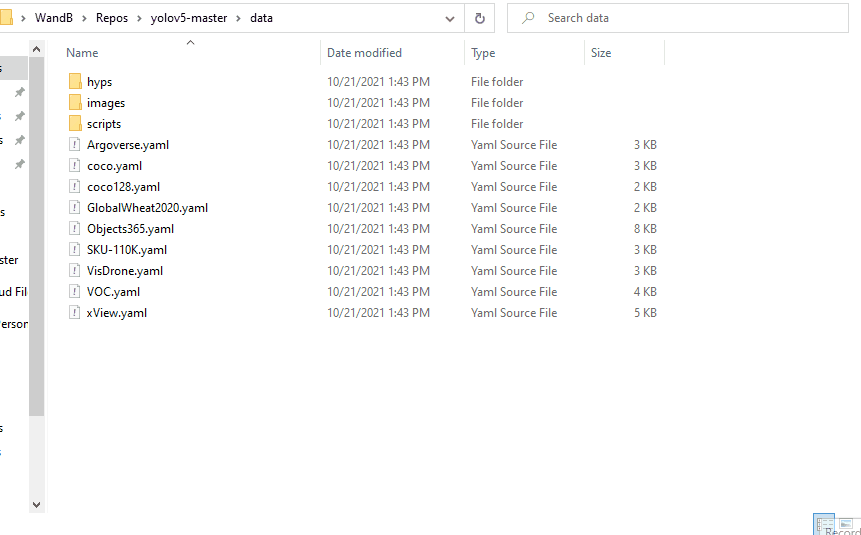 WandB > Repos > yolov5-master > data Search data
Name Date modified Type Size
hyps 10/21/2021 1:43 PM File folder
images 10/21/2021 1:43 PM File folder
scripts 10/21/2021 1:43 PM File folder
Argoverse.yaml 10/21/2021 1:43 PM Yaml Source File 3 KB
coco.yaml 10/21/2021 1:43 PM Yaml Source File 3 KB
coco128.yaml 10/21/2021 1:43 PM Yaml Source File 2 KB
GlobalWheat2020.yaml 10/21/2021 1:43 PM Yaml Source File 2 KB
Objects365.yaml 10/21/2021 1:43 PM Yaml Source File 8 KB
SKU-110K.yaml 10/21/2021 1:43 PM Yaml Source File 3 KB
VisDrone.yaml 10/21/2021 1:43 PM Yaml Source File 3 KB
VOC.yaml 10/21/2021 1:43 PM Yaml Source File 4 KB
xView.yaml 10/21/2021 1:43 PM Yaml Source File 5 KB